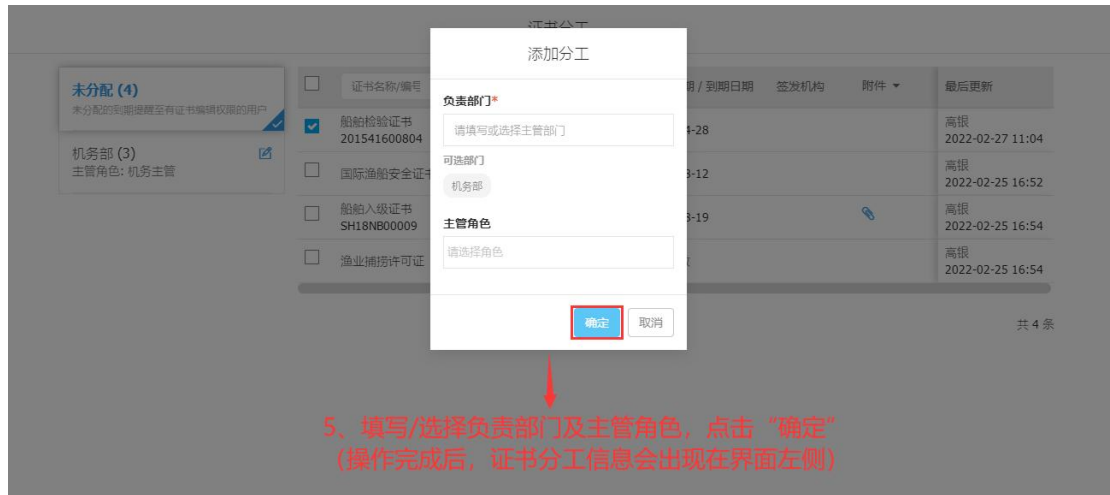 证书分工
添加分工
未分配 (4)
未分配的到期提醒至有证书编辑权限的用户
机务部 (3)
主管角色: 机务主管
证书名称/编号
期 / 到期日期
签发机构
附件
最后更新
船舶检验证书
201541600804
4-28
高银
2022-02-27 11:04
国际渔船安全证
3-12
高银
2022-02-25 16:52
船舶入级证书
SH18NB00009
3-19
高银
2022-02-25 16:54
渔业捕捞许可证
高银
2022-02-25 16:54
负责部门*
请填写或选择主管部门
可选部门
机务部
主管角色
请选择角色
确定
取消
共 4 条
5、填写/选择负责部门及主管角色，点击“确定”
(操作完成后，证书分工信息会出现在界面左侧)